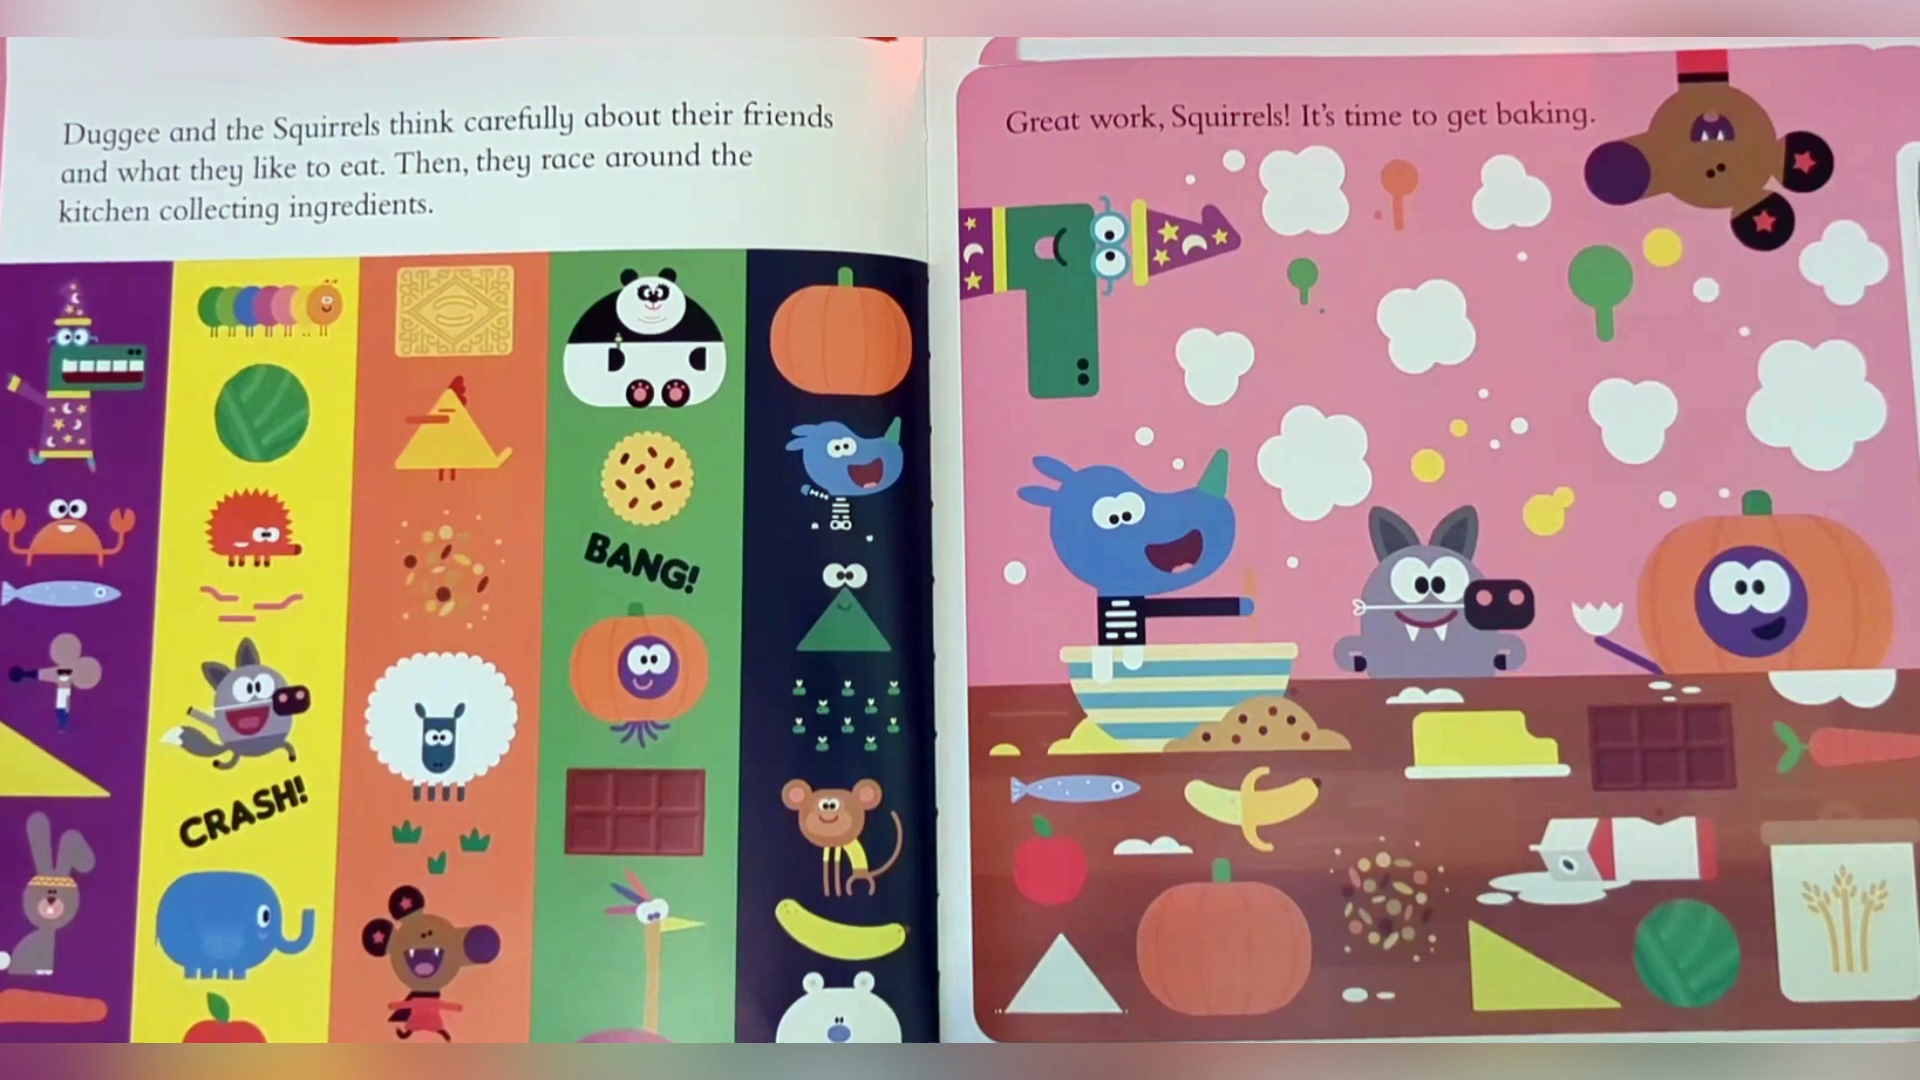 Duggee and the Squirrels think carefully about their friends
and what they like to eat. Then, they race around the
kitchen collecting ingredients.
BANG!
CRASH!
Great work, Squirrels! It's time to get baking.